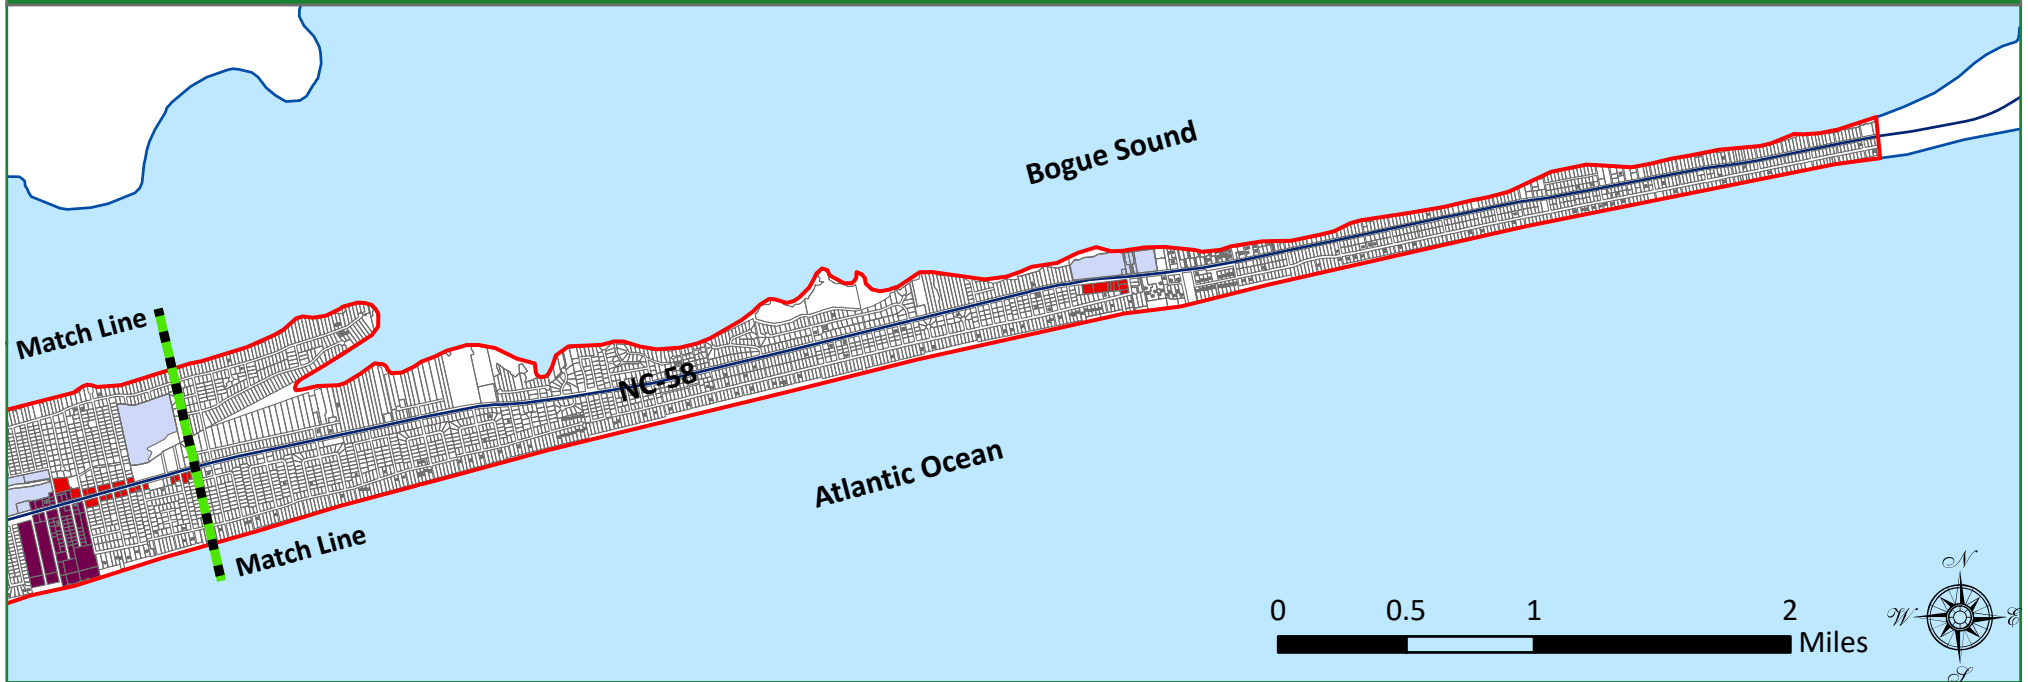 Bogue Sound
Match Line
NC-58
Atlantic Ocean
Match Line
0 0.5 1 2
Miles
N
W E
S